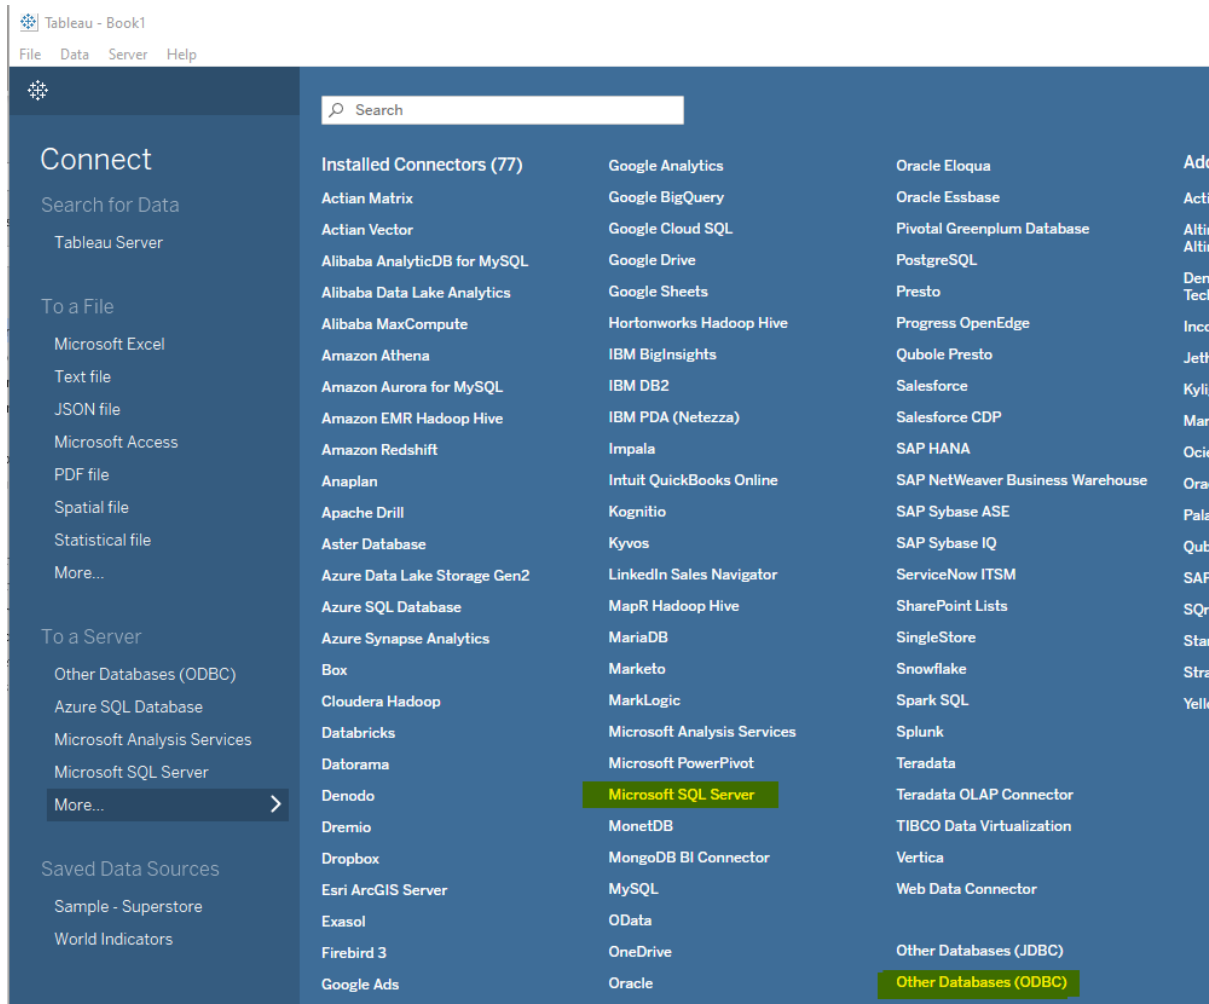 Tableau - Book1
File Data Server Help
Search
Connect
Search for Data
Tableau Server
To a File
Microsoft Excel
Text file
JSON file
Microsoft Access
PDF file
Spatial file
Statistical file
More...
To a Server
Other Databases (ODBC)
Azure SQL Database
Microsoft Analysis Services
Microsoft SQL Server
More...
Saved Data Sources
Sample - Superstore
World Indicators
Installed Connectors (77)
Actian Matrix
Actian Vector
Alibaba AnalyticDB for MySQL
Alibaba Data Lake Analytics
Alibaba MaxCompute
Amazon Athena
Amazon Aurora for MySQL
Amazon EMR Hadoop Hive
Amazon Redshift
Anaplan
Apache Drill
Aster Database
Azure Data Lake Storage Gen2
Azure SQL Database
Azure Synapse Analytics
Box
Cloudera Hadoop
Databricks
Datorama
Denodo
Dremio
Dropbox
Esri ArcGIS Server
Exasol
Firebird 3
Google Ads
Google Analytics
Google BigQuery
Google Cloud SQL
Google Drive
Google Sheets
Hortonworks Hadoop Hive
IBM BigInsights
IBM DB2
IBM PDA (Netezza)
Impala
Intuit QuickBooks Online
Kognitio
Kyvos
LinkedIn Sales Navigator
MapR Hadoop Hive
MariaDB
Marketo
MarkLogic
Microsoft Analysis Services
Microsoft PowerPivot
Microsoft SQL Server
MonetDB
MongoDB BI Connector
MySQL
OData
OneDrive
Oracle
Oracle Eloqua
Oracle Essbase
Pivotal Greenplum Database
PostgreSQL
Presto
Progress OpenEdge
Qubole Presto
Salesforce
Salesforce CDP
SAP HANA
SAP NetWeaver Business Warehouse
SAP Sybase ASE
SAP Sybase IQ
ServiceNow ITSM
SharePoint Lists
SingleStore
Snowflake
Spark SQL
Splunk
Teradata
Teradata OLAP Connector
TIBCO Data Virtualization
Vertica
Web Data Connector
Other Databases (JDBC)
Other Databases (ODBC)